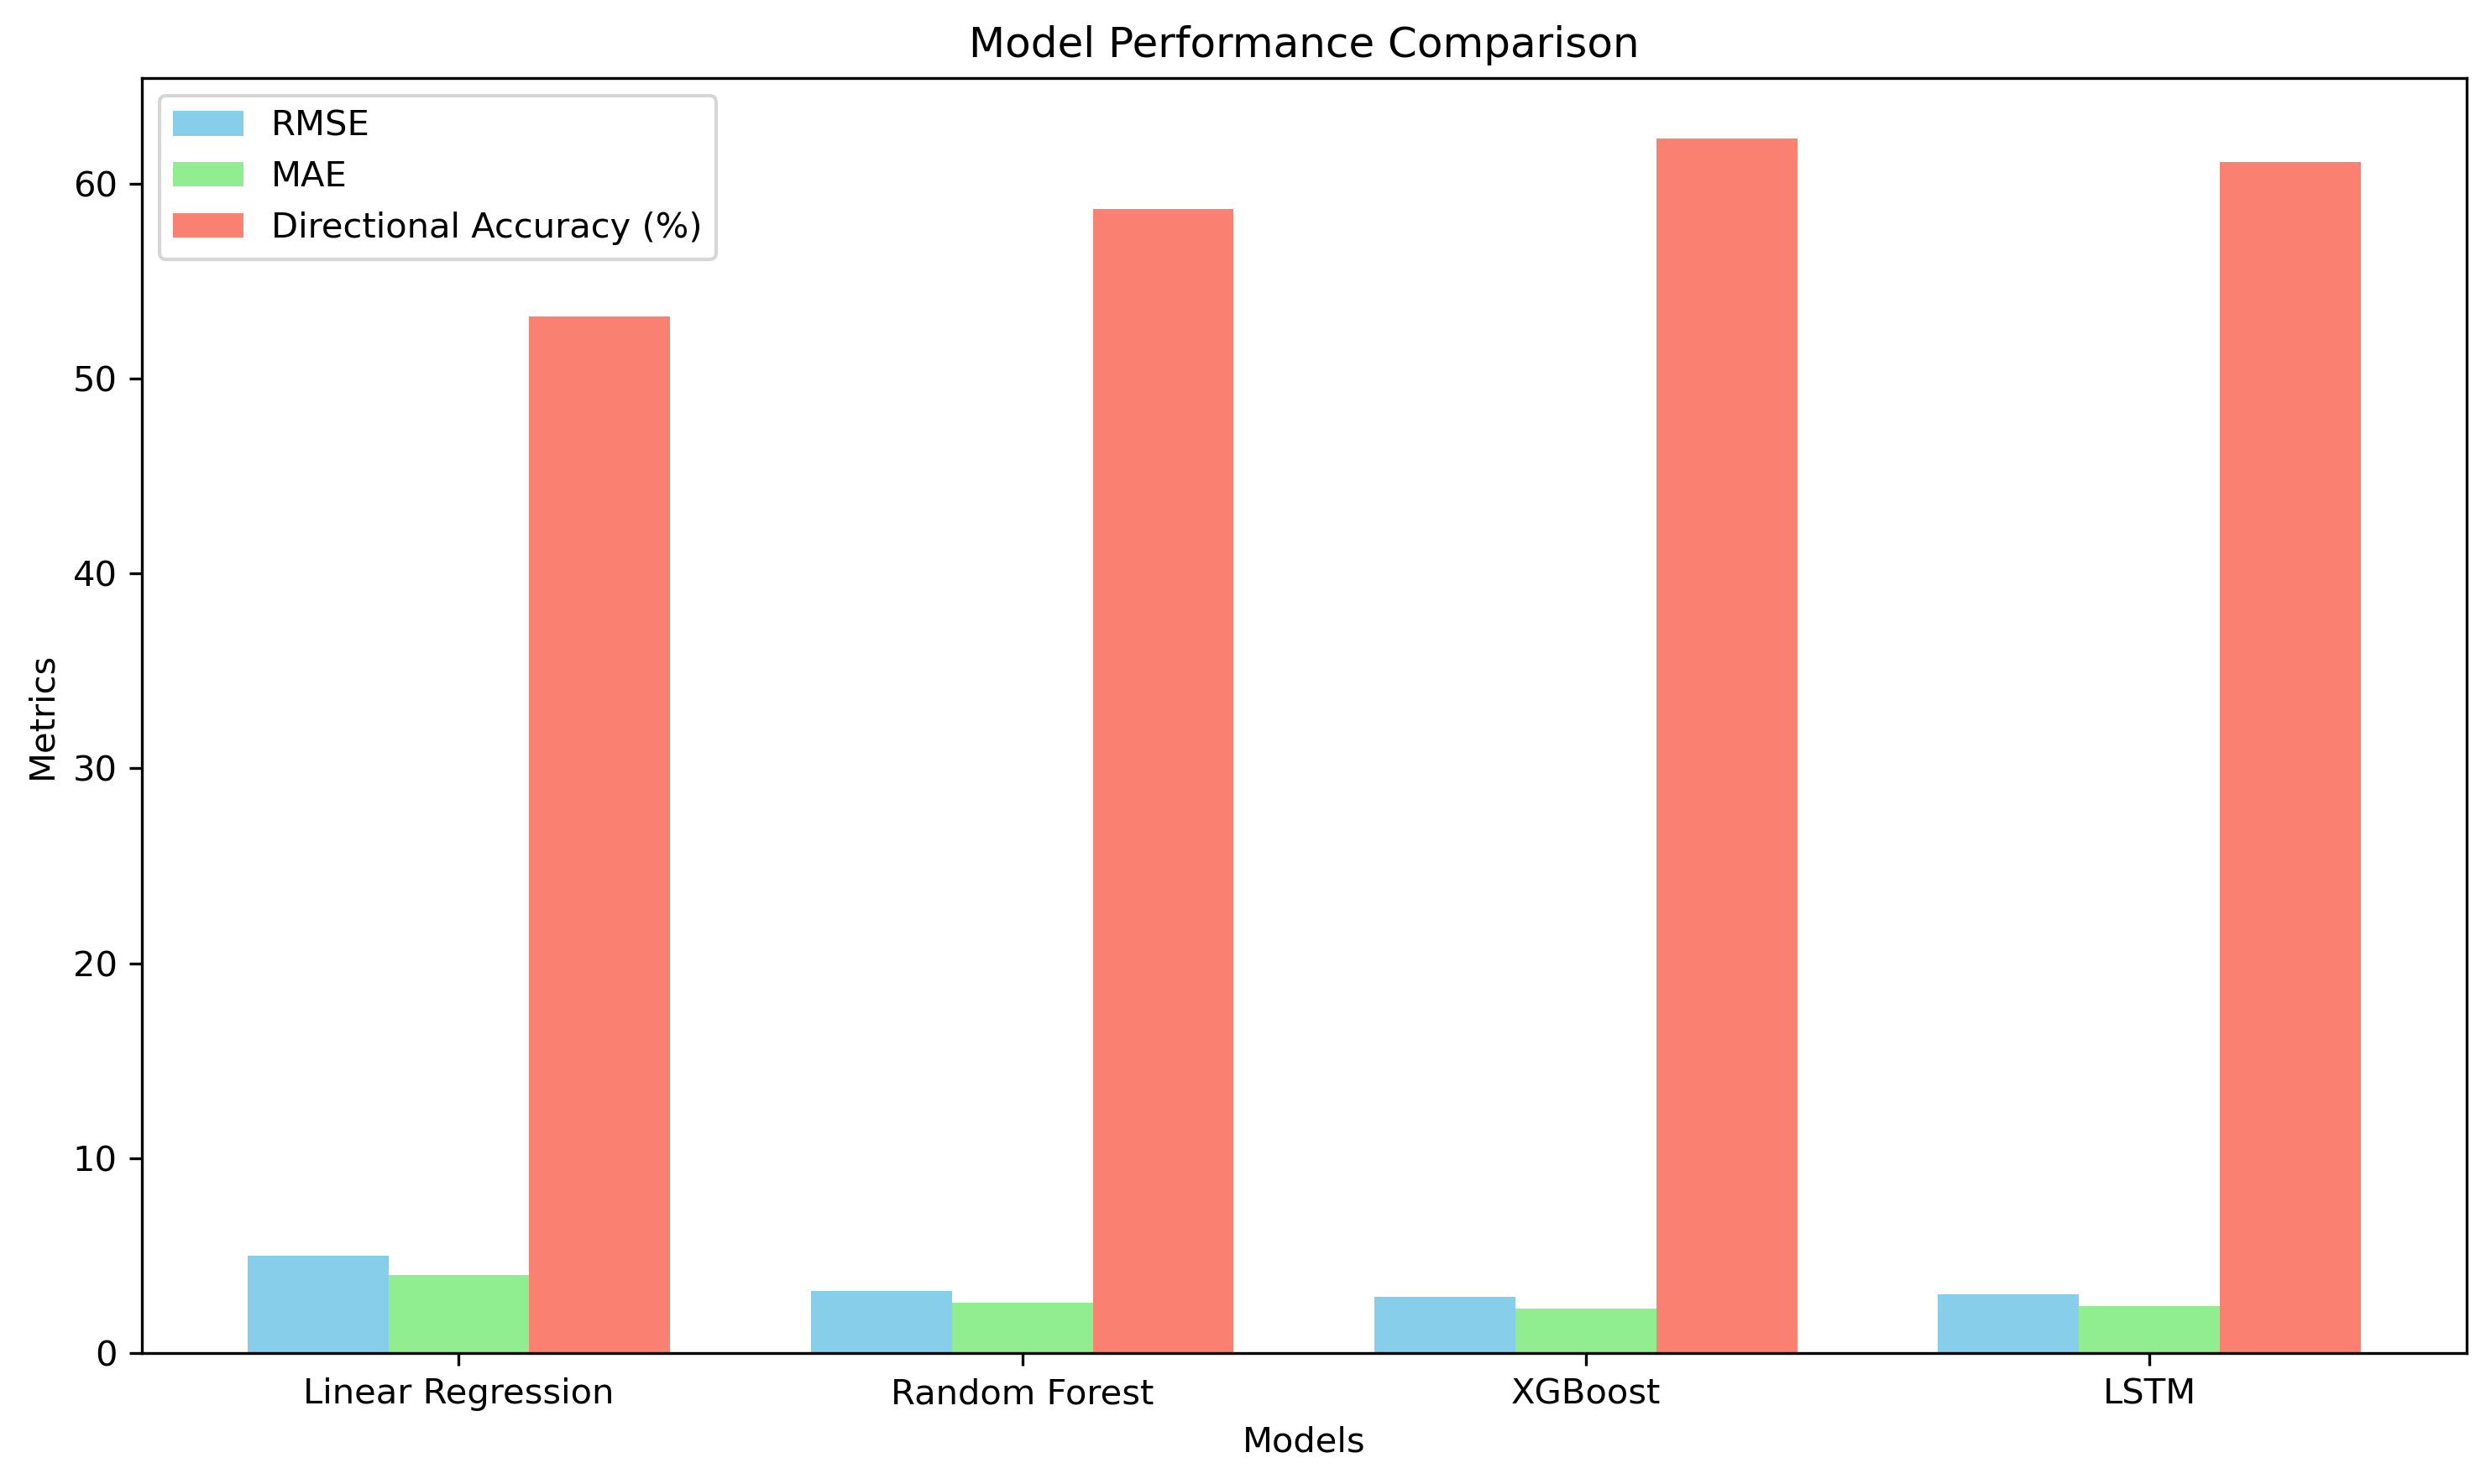 Model Performance Comparison
RMSE
MAE
Directional Accuracy (%)
60
50
40
30
20
10
0
Metrics
Linear Regression
Random Forest
XGBoost
LSTM
Models